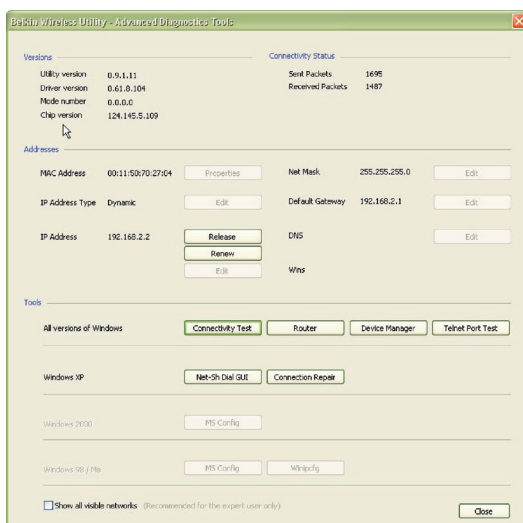 Belkin Wireless Utility - Advanced Diagnostics Tools
Versions
Utility version 0.9.1.11
Driver version 0.61.8.104
Mode number 0.0.0.0
Chip version 124.145.5.109
Connectivity Status
Sent Packets 1695
Received Packets 1487
Addresses
MAC Address 00:11:50:70:27:04 Properties
Net Mask 255.255.255.0 Edit
IP Address Type Dynamic Edit
Default Gateway 192.168.2.1 Edit
IP Address 192.168.2.2 Release
Renew
Edit
DNS Edit
Wins
Tools
All versions of Windows Connectivity Test Router Device Manager Telnet Port Test
Windows XP Net-Sh Dial GUI Connection Repair
Windows 2000 MS Config
Windows 98 / Me MS Config Winipcfg
Show all visible networks (Recommended for the expert user only)
Close